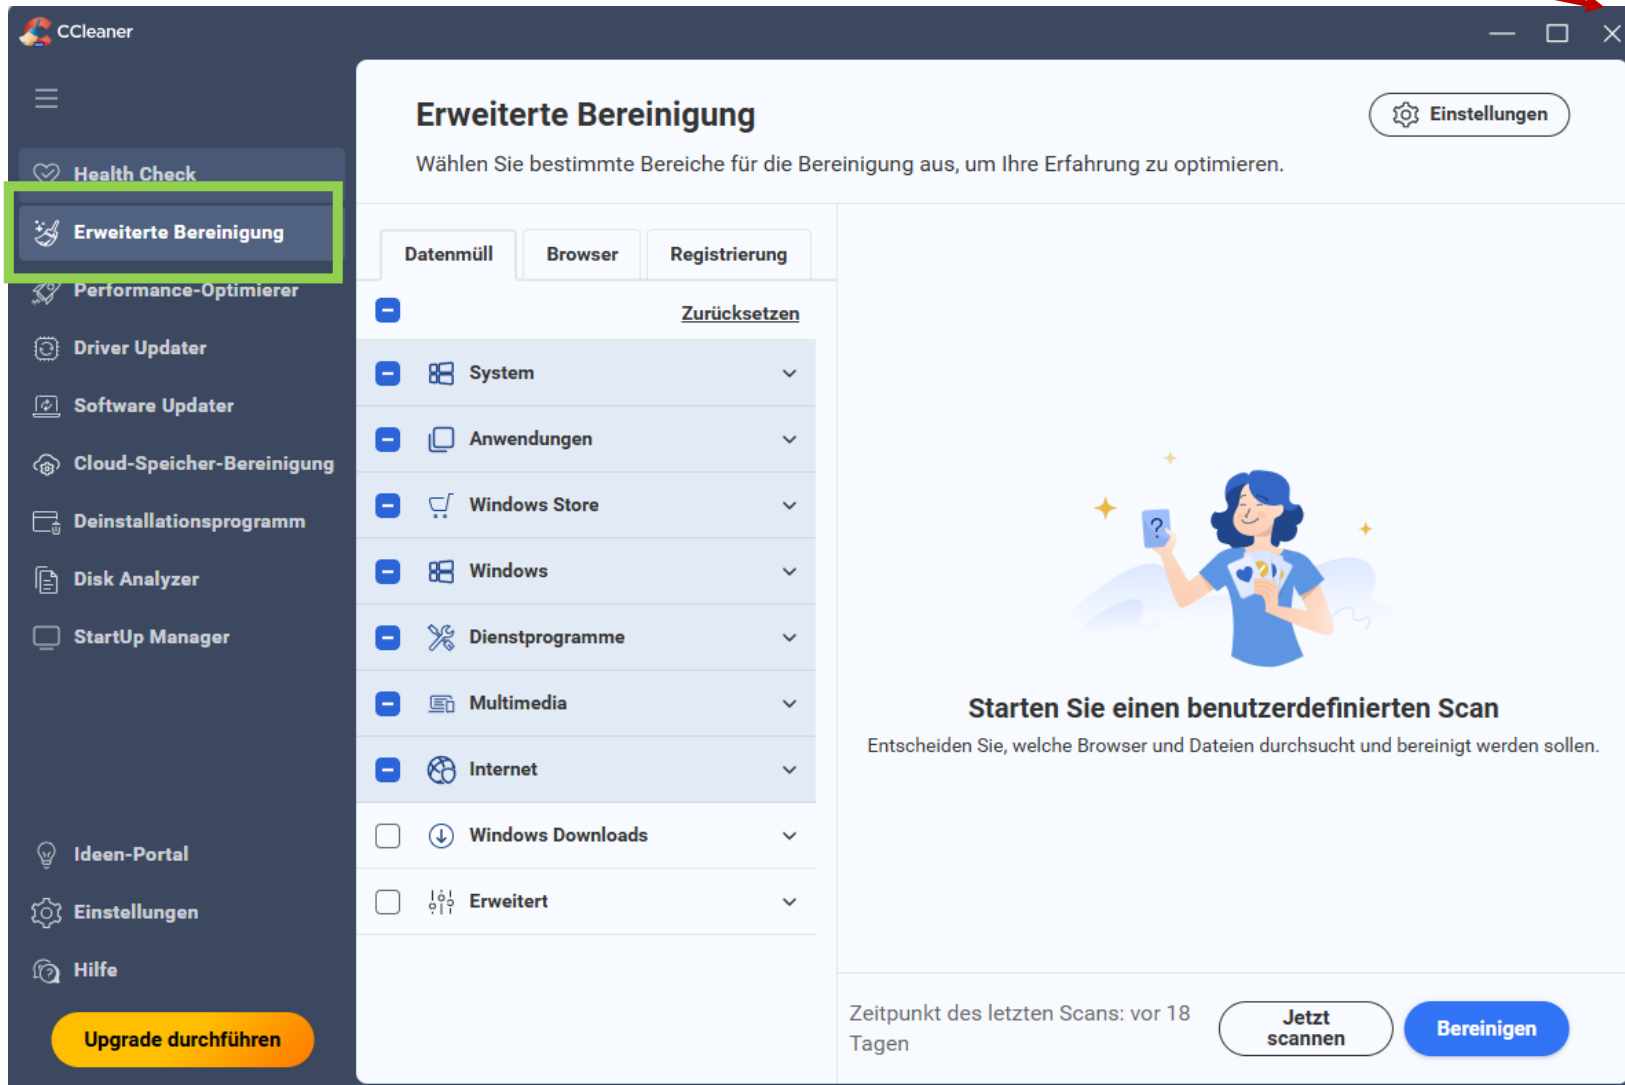 CCleaner
Health Check
Erweiterte Bereinigung
Performance-Optimierer
Driver Updater
Software Updater
Cloud-Speicher-Bereinigung
Deinstallationsprogramm
Disk Analyzer
StartUp Manager
Ideen-Portal
Einstellungen
Hilfe
Upgrade durchführen
Erweiterte Bereinigung
Einstellungen
Wählen Sie bestimmte Bereiche für die Bereinigung aus, um Ihre Erfahrung zu optimieren.
Datenmüll
Browser
Registrierung
Zurücksetzen
System
Anwendungen
Windows Store
Windows
Dienstprogramme
Multimedia
Internet
Windows Downloads
Erweitert
?
?
Starten Sie einen benutzerdefinierten Scan
Entscheiden Sie, welche Browser und Dateien durchsucht und bereinigt werden sollen.
Zeitpunkt des letzten Scans: vor 18
Tagen
Jetzt
scannen
Bereinigen